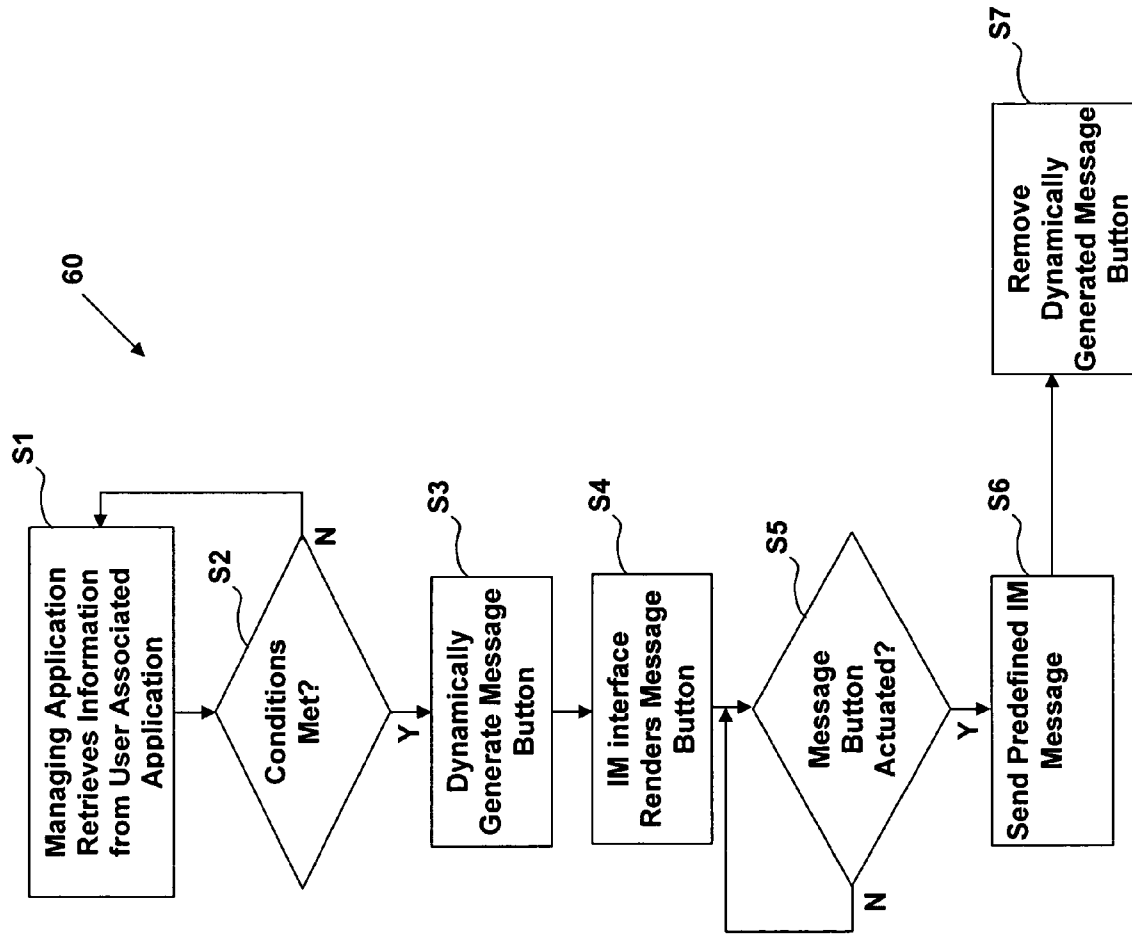 60
S1
Managing Application
Retrieves Information
from User Associated
Application
S2
Conditions
Met?
N
Y
S3
Dynamically
Generate Message
Button
S4
IM interface
Renders Message
Button
S5
Message
Button
Actuated?
N
Y
S6
Send Predefined IM
Message
S7
Remove
Dynamically
Generated Message
Button